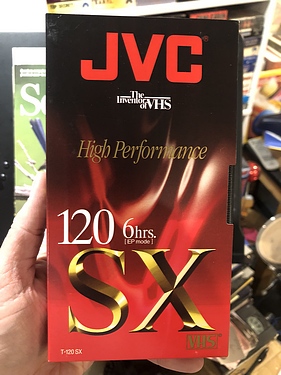 JVC
The
Inventor
of VHS
High Performance
120 6hrs.
[EP mode]
SX
VHS
T-120 SX